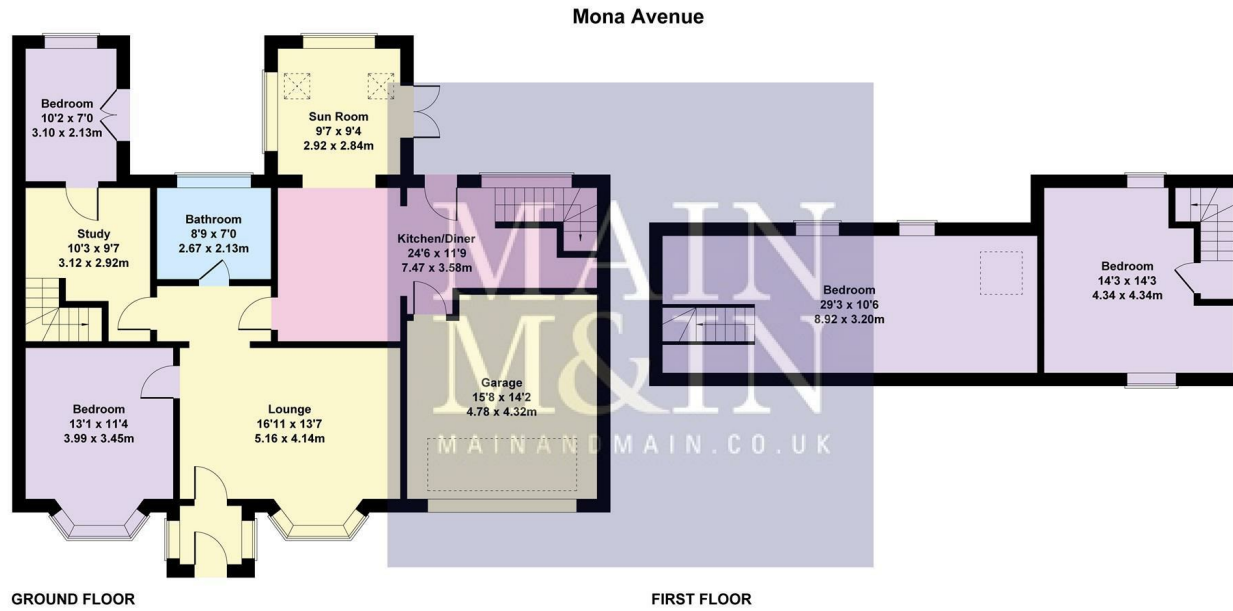 Mona Avenue
Bedroom
10'2 x 7'0
3.10 x 2.13m
Sun Room
9'7 x 9'4
2.92 x 2.84m
Study
10'3 x 9'7
3.12 x 2.92m
Bathroom
8'9 x 7'0
2.67 x 2.13m
Kitchen/Diner
24'6 x 11'9
7.47 x 3.58m
Bedroom
13'1 x 11'4
3.99 x 3.45m
Lounge
16'11 x 13'7
5.16 x 4.14m
Garage
15'8 x 14'2
4.78 x 4.32m
Bedroom
29'3 x 10'6
8.92 x 3.20m
Bedroom
14'3 x 14'3
4.34 x 4.34m
MAIN
M&IN
MAINANDMAIN.CO.UK
GROUND FLOOR
FIRST FLOOR